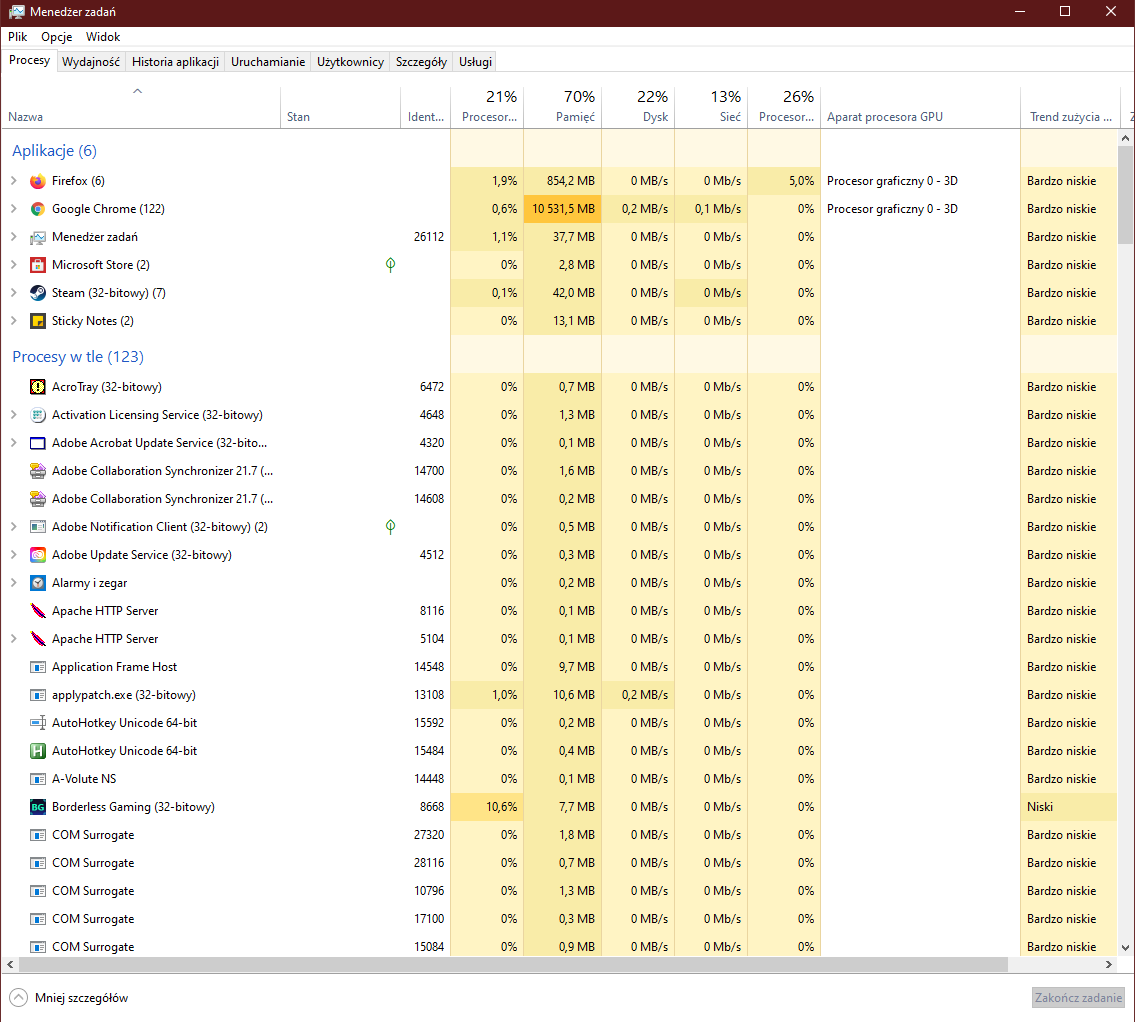 Menedżer zadań
Plik Opcje Widok
Procesy Wydajność Historia aplikacji Uruchamianie Użytkownicy Szczegóły Usługi
21% 70% 22% 13% 26%
Nazwa Stan Ident... Procesor... Pamięć Dysk Sieć Procesor... Aparat procesora GPU Trend zużycia ...
Aplikacje (6)
Firefox (6) 1,9% 854,2 MB 0 MB/s 0 Mb/s 5,0% Procesor graficzny 0 - 3D Bardzo niskie
Google Chrome (122) 0,6% 10 531,5 MB 0,2 MB/s 0,1 Mb/s 0% Procesor graficzny 0 - 3D Bardzo niskie
Menedżer zadań 26112 1,1% 37,7 MB 0 MB/s 0 Mb/s 0% Bardzo niskie
Microsoft Store (2) 0% 2,8 MB 0 MB/s 0 Mb/s 0% Bardzo niskie
Steam (32-bitowy) (7) 0,1% 42,0 MB 0 MB/s 0 Mb/s 0% Bardzo niskie
Sticky Notes (2) 0% 13,1 MB 0 MB/s 0 Mb/s 0% Bardzo niskie
Procesy w tle (123)
AcroTray (32-bitowy) 6472 0% 0,7 MB 0 MB/s 0 Mb/s 0% Bardzo niskie
Activation Licensing Service (32-bitowy) 4648 0% 1,3 MB 0 MB/s 0 Mb/s 0% Bardzo niskie
Adobe Acrobat Update Service (32-bito... 4320 0% 0,1 MB 0 MB/s 0 Mb/s 0% Bardzo niskie
Adobe Collaboration Synchronizer 21.7 (... 14700 0% 1,6 MB 0 MB/s 0 Mb/s 0% Bardzo niskie
Adobe Collaboration Synchronizer 21.7 (... 14608 0% 0,2 MB 0 MB/s 0 Mb/s 0% Bardzo niskie
Adobe Notification Client (32-bitowy) (2) 0% 0,5 MB 0 MB/s 0 Mb/s 0% Bardzo niskie
Adobe Update Service (32-bitowy) 4512 0% 0,3 MB 0 MB/s 0 Mb/s 0% Bardzo niskie
Alarmy i zegar 0% 0,2 MB 0 MB/s 0 Mb/s 0% Bardzo niskie
Apache HTTP Server 8116 0% 0,1 MB 0 MB/s 0 Mb/s 0% Bardzo niskie
Apache HTTP Server 5104 0% 0,1 MB 0 MB/s 0 Mb/s 0% Bardzo niskie
Application Frame Host 14548 0% 9,7 MB 0 MB/s 0 Mb/s 0% Bardzo niskie
applypatch.exe (32-bitowy) 13108 1,0% 10,6 MB 0,2 MB/s 0 Mb/s 0% Bardzo niskie
AutoHotkey Unicode 64-bit 15592 0% 0,2 MB 0 MB/s 0 Mb/s 0% Bardzo niskie
AutoHotkey Unicode 64-bit 15484 0% 0,4 MB 0 MB/s 0 Mb/s 0% Bardzo niskie
A-Volute NS 14448 0% 0,1 MB 0 MB/s 0 Mb/s 0% Bardzo niskie
BG Borderless Gaming (32-bitowy) 8668 10,6% 7,7 MB 0 MB/s 0 Mb/s 0% Niski
COM Surrogate 27320 0% 1,8 MB 0 MB/s 0 Mb/s 0% Bardzo niskie
COM Surrogate 28116 0% 0,7 MB 0 MB/s 0 Mb/s 0% Bardzo niskie
COM Surrogate 10796 0% 1,3 MB 0 MB/s 0 Mb/s 0% Bardzo niskie
COM Surrogate 17100 0% 0,3 MB 0 MB/s 0 Mb/s 0% Bardzo niskie
COM Surrogate 15084 0% 0,9 MB 0 MB/s 0 Mb/s 0% Bardzo niskie
Mniej szczegółów Zakończ zadanie